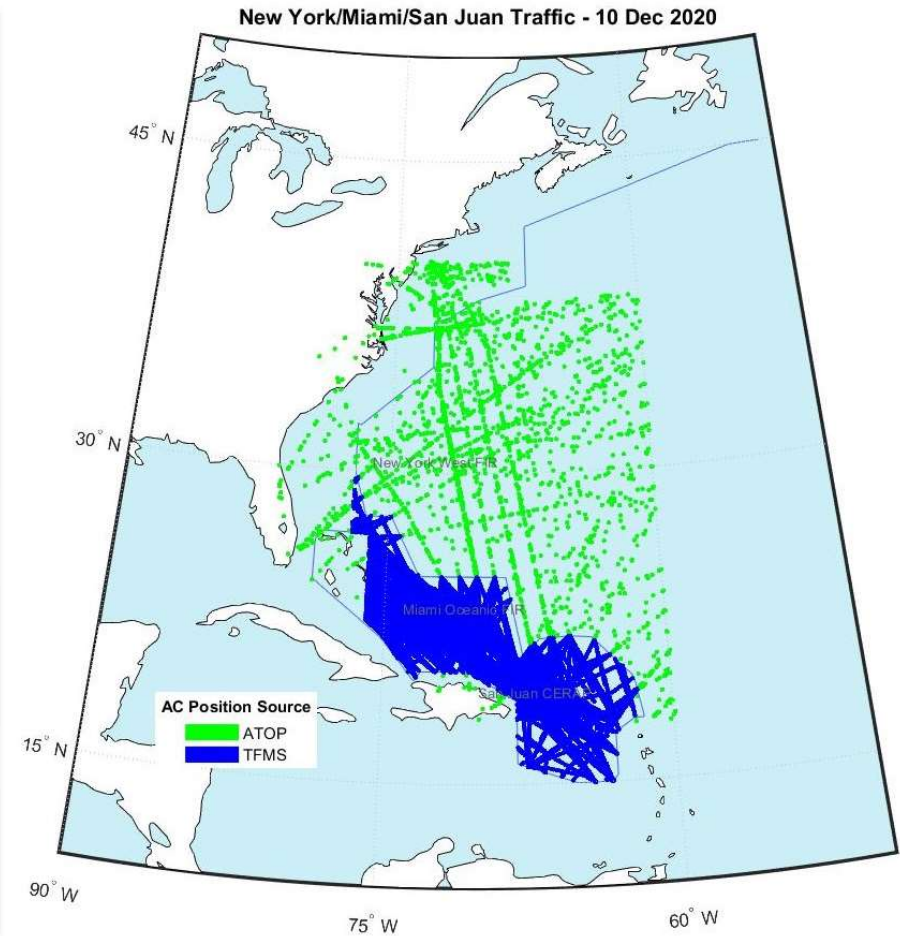 New York/Miami/San Juan Traffic - 10 Dec 2020
45° N
30° N
New York West FIR
Miami Oceanic FIR
San Juan CERAP
AC Position Source
ATOP
TFMS
15° N
90° W
75° W
60° W